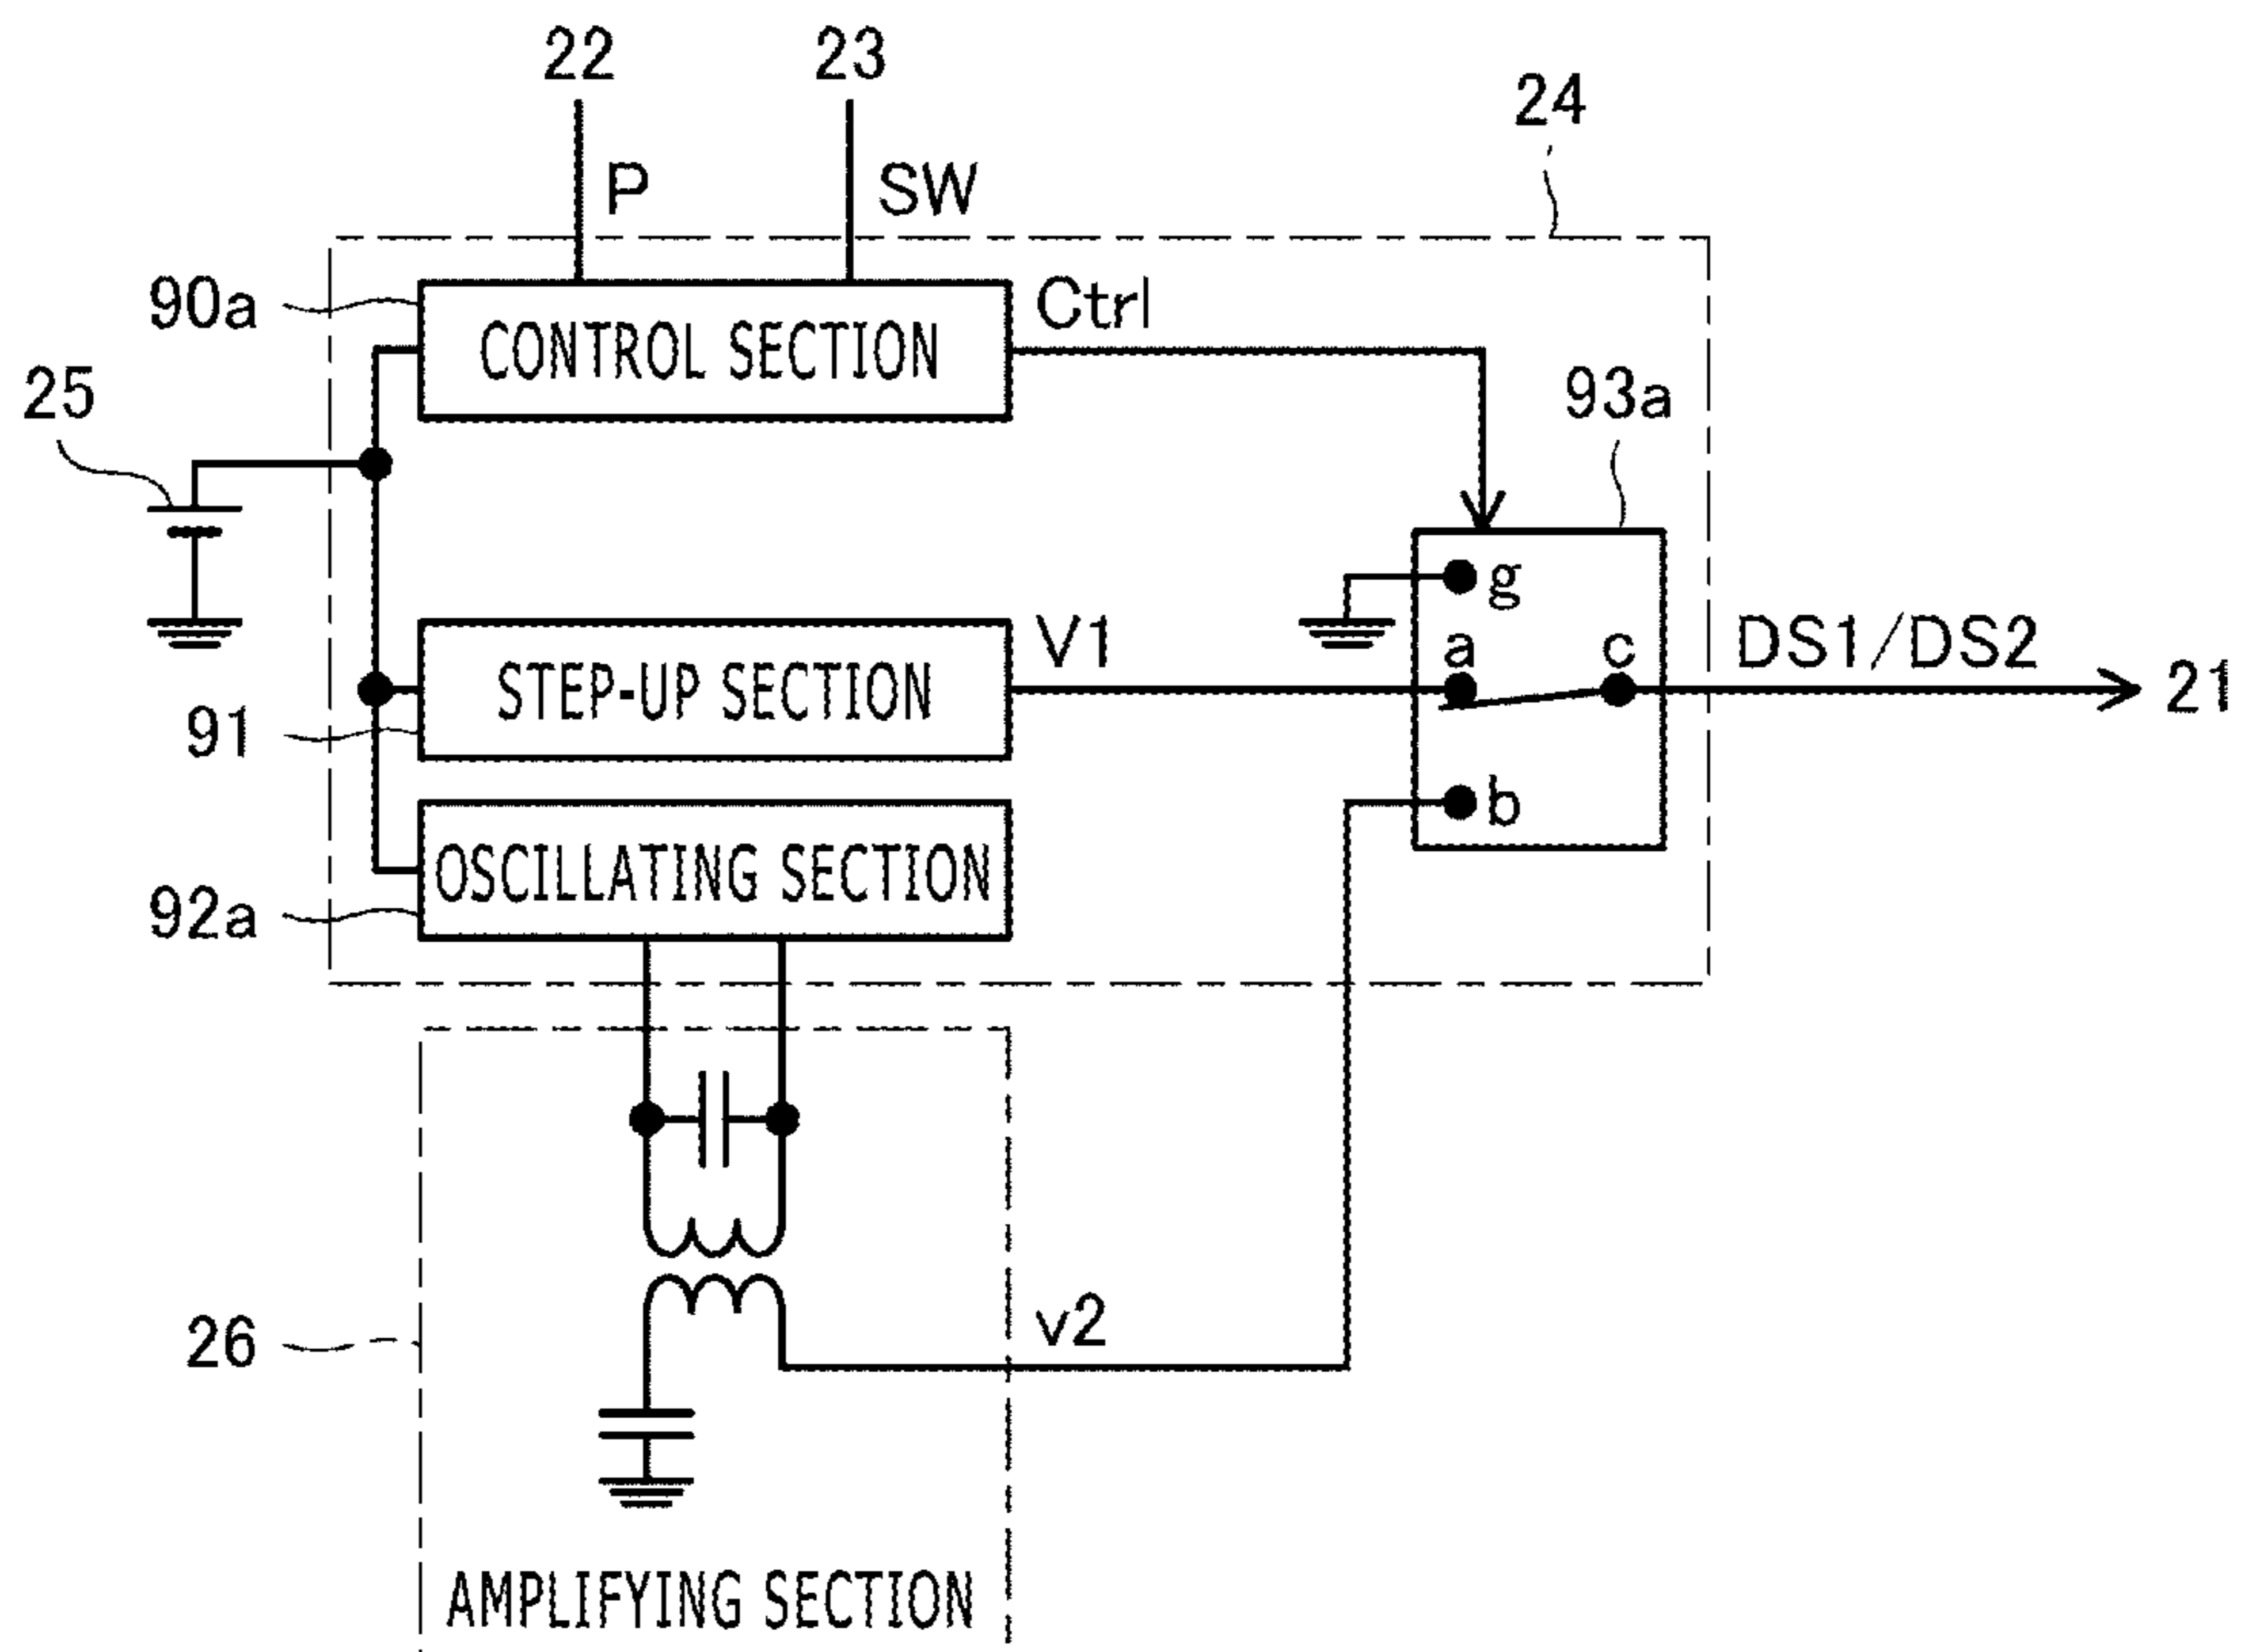 22 23
24
P SW
90a CONTROL SECTION Ctrl
25
93a
g
91 STEP-UP SECTION V1 a c DS1/DS2 21
b
92a OSCILLATING SECTION
26 v2
AMPLIFYING SECTION